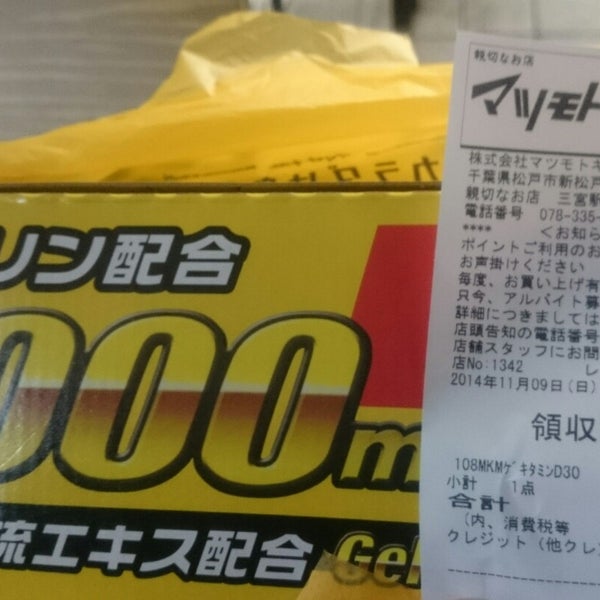 親切なお店
マツモト
株式会社マツモトキ
千葉県松戸市新松戸
親切なお店 三宮駅
電話番号 078-335-
**** <お知ら
ポイントご利用のお
お声掛けください
毎度、お買い上げ有
只今、アルバイト募
詳細につきましては
店頭告知の電話番号
店舗スタッフにお問
店No:1342 レ
2014年11月09日(日)
領収
108MKMゲキタミンD30
小計 1点
合計
(内、消費税等
クレジット(他クレ
カラダは
リン配合
000m
流エキス配合
Gek